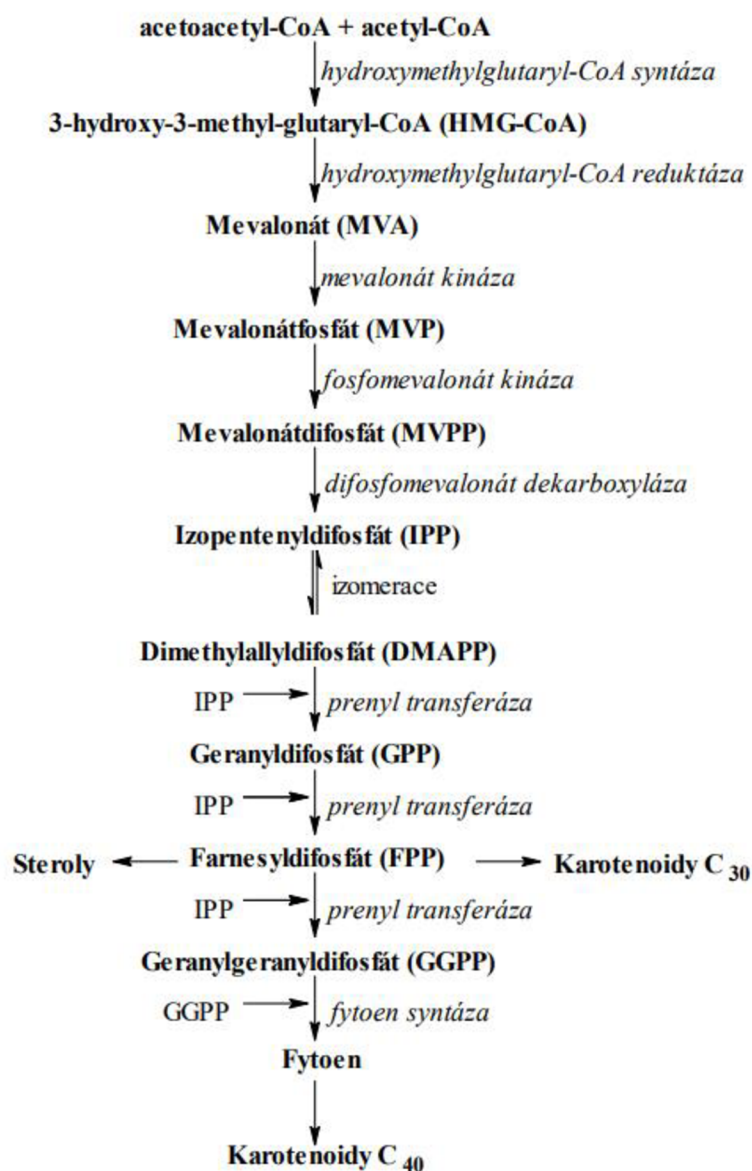 acetoacetyl-CoA + acetyl-CoA
hydroxymethylglutaryl-CoA syntáza
3-hydroxy-3-methyl-glutaryl-CoA (HMG-CoA)
hydroxymethylglutaryl-CoA reduktáza
Mevalonát (MVA)
mevalonát kináza
Mevalonátfosfát (MVP)
fosfomevalonát kináza
Mevalonátdifosfát (MVPP)
difosfomevalonát dekarboxyláza
Izopentenyldifosfát (IPP)
izomerace
Dimethylallyldifosfát (DMAPP)
IPP prenyl transferáza
Geranyldifosfát (GPP)
IPP prenyl transferáza
Steroly Farnesyldifosfát (FPP) Karotenoidy C30
IPP prenyl transferáza
Geranylgeranyldifosfát (GGPP)
GGPP fytoen syntáza
Fytoen
Karotenoidy C40